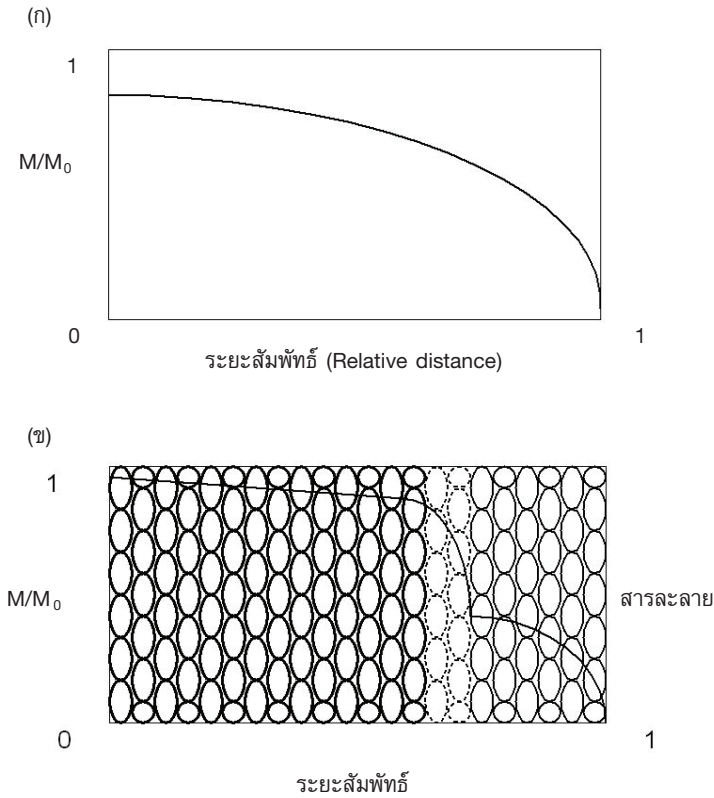 (ก)
1
M/M₀
0 1
ระยะสัมพัทธ์ (Relative distance)
(ข)
1
M/M₀ สารละลาย
0 1
ระยะสัมพัทธ์